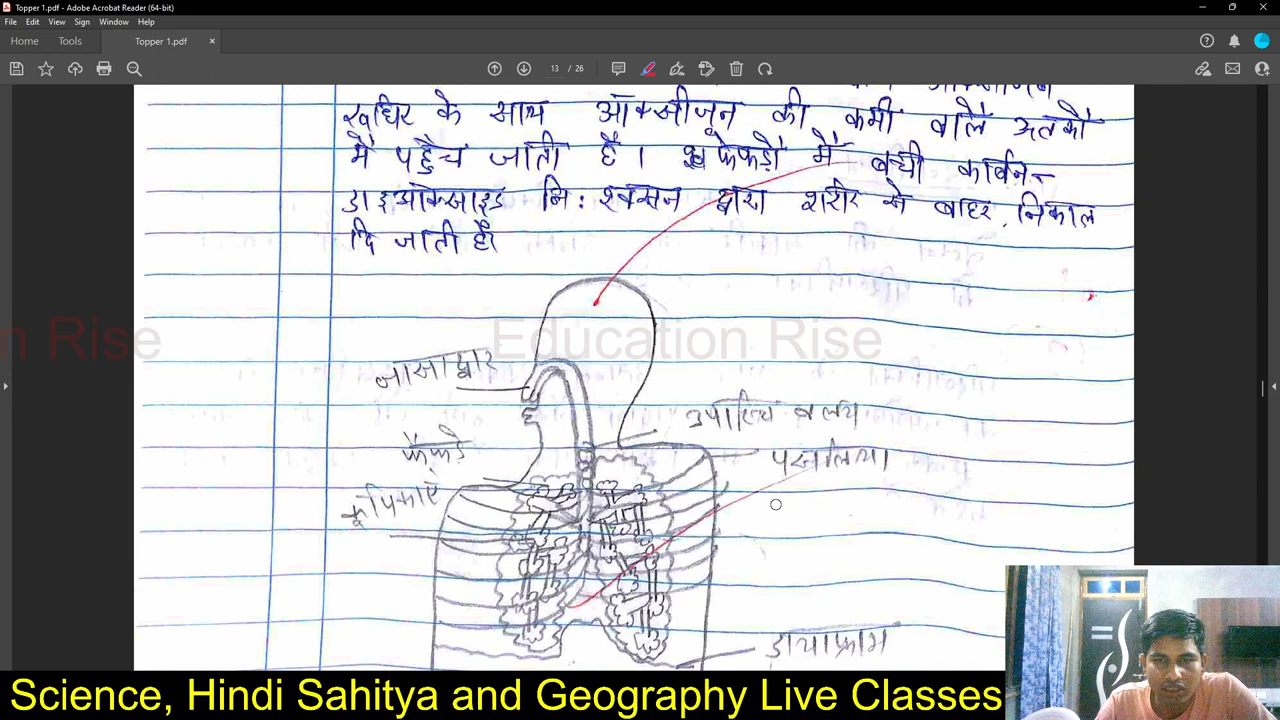 Topper 1.pdf - Adobe Acrobat Reader (64-bit)
File Edit View Sign Window Help
Home Tools Topper 1.pdf ×
13 / 26
रूधिर के साथ ऑक्सीजन की कमी वाले ऊतकों
में पहुँच जाती है। फेफड़ों में बची कार्बन-
डाइऑक्साइड नि: श्वसन द्वारा शरीर से बाहर निकाल
दि जाती है।
n Rise Education Rise
नासाद्वार
उपास्थि वलय
फेफड़े
पसलिया
कूपिकाएं
डायाफ्राम
Science, Hindi Sahitya and Geography Live Classes